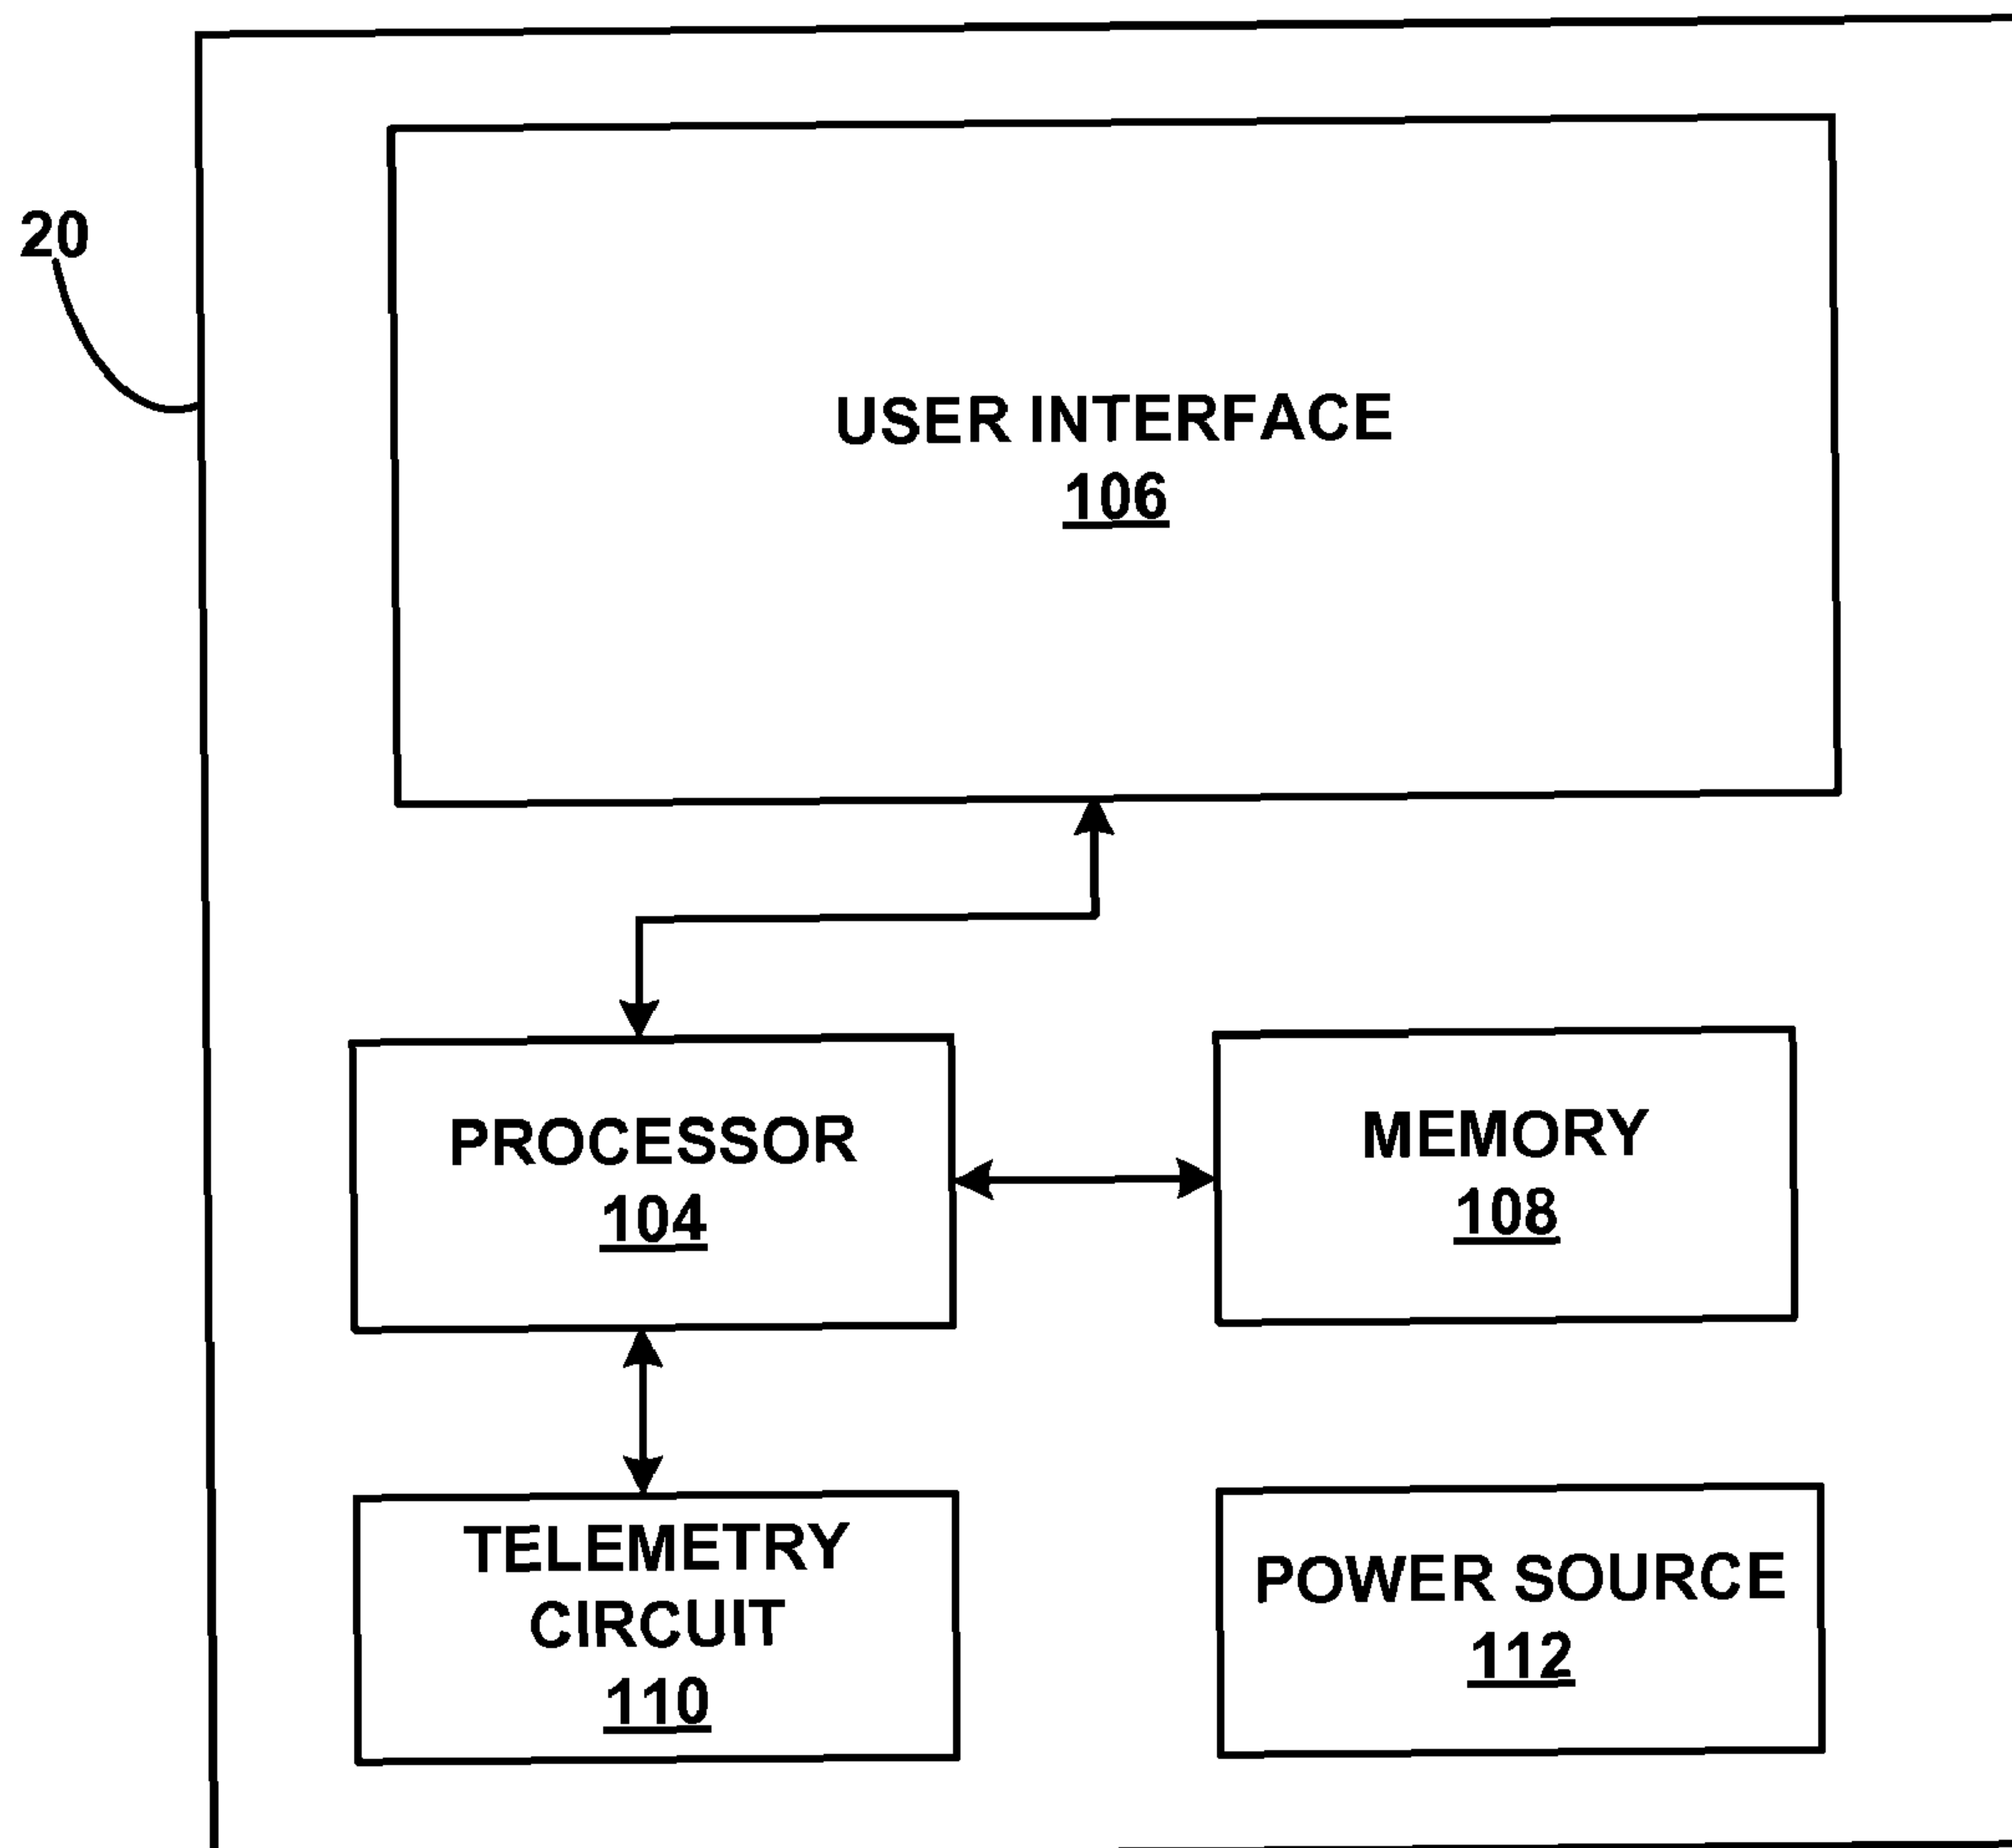 20
USER INTERFACE
106
PROCESSOR
104
MEMORY
108
TELEMETRY
CIRCUIT
110
POWER SOURCE
112